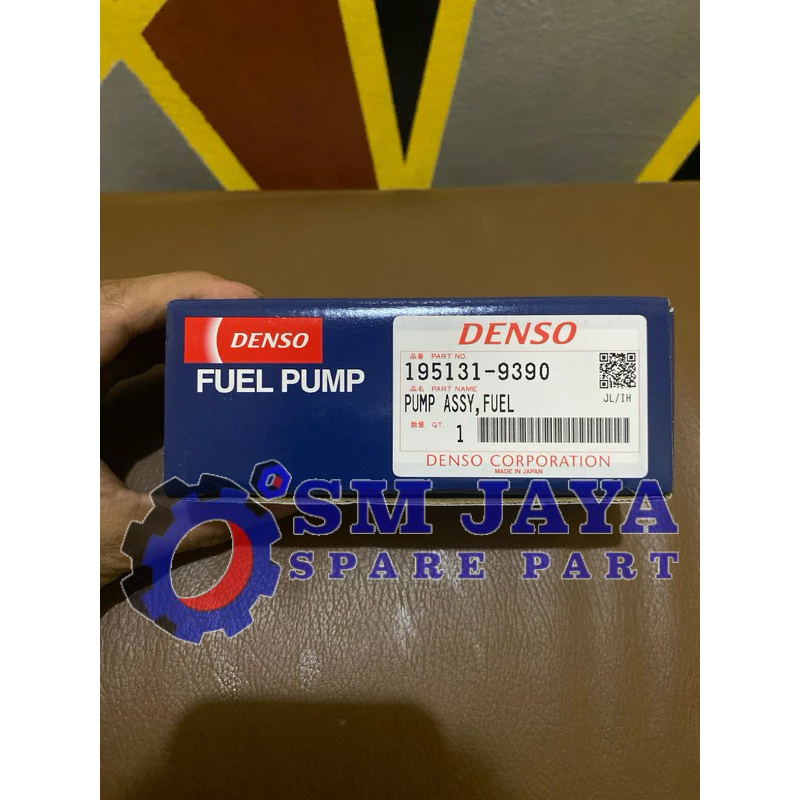 DENSO
FUEL PUMP
DENSO
品番 PART NO.
195131-9390
品名 PART NAME
PUMP ASSY,FUEL
JL/IH
数量 QT. 1
DENSO CORPORATION
MADE IN JAPAN
SM JAYA
SPARE PART